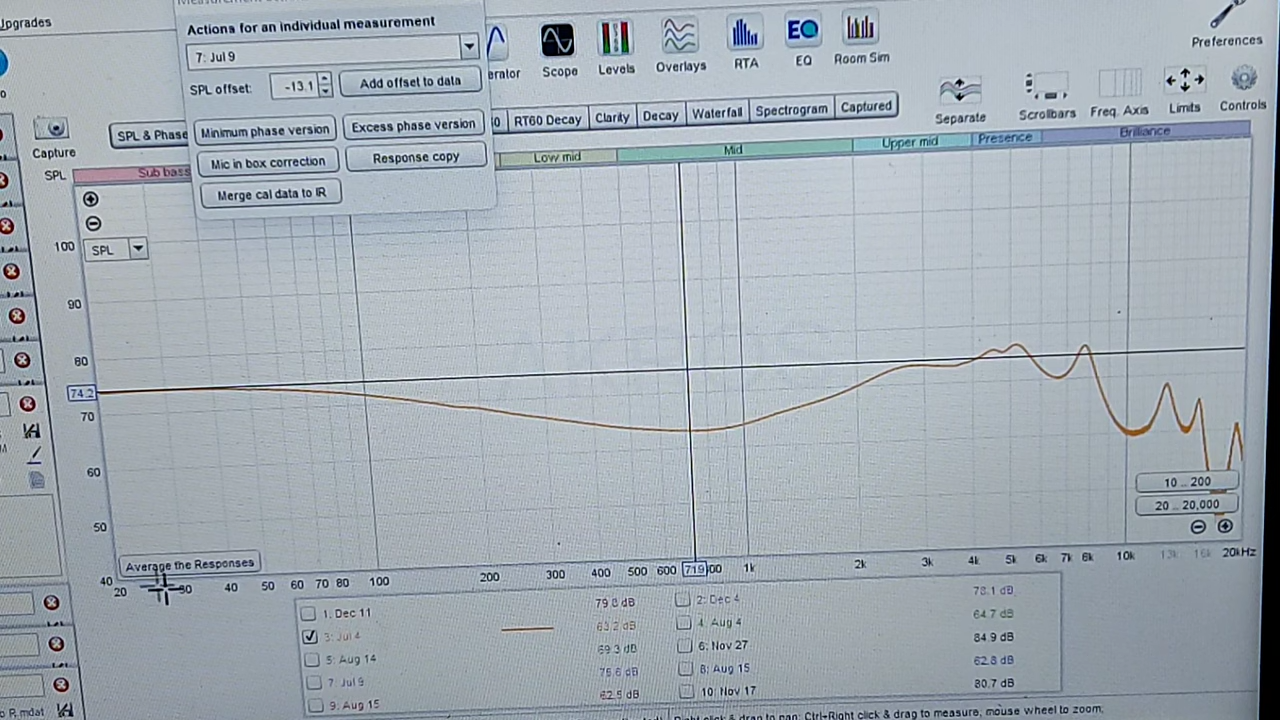 Upgrades
Actions for an individual measurement
7: Jul 9
SPL offset: -13.1 Add offset to data
Minimum phase version Excess phase version
Mic in box correction Response copy
Merge cal data to IR
Scope Levels Overlays RTA EQ Room Sim
Preferences
Separate Scrollbars Freq. Axis Limits Controls
Capture
SPL & Phase
RT60 Decay Clarity Decay Waterfall Spectrogram Captured
SPL
Sub bass Low mid Mid Upper mid Presence Brilliance
SPL
100
90
80
74.2
70
60
50
40
10 .. 200
20 .. 20,000
Average the Responses
20 30 40 50 60 70 80 100 200 300 400 500 600 719 1k 2k 3k 4k 5k 6k 7k 8k 10k 13k 16k 20kHz
1: Dec 11 79.8 dB 2: Dec 4 78.1 dB
3: Jul 4 63.2 dB 4: Aug 4 64.7 dB
5: Aug 14 69.3 dB 6: Nov 27 84.9 dB
7: Jul 9 75.6 dB 8: Aug 15 62.8 dB
9: Aug 15 62.5 dB 10: Nov 17 80.7 dB
click & drag to pan; Ctrl+Right click & drag to measure, mouse wheel to zoom;